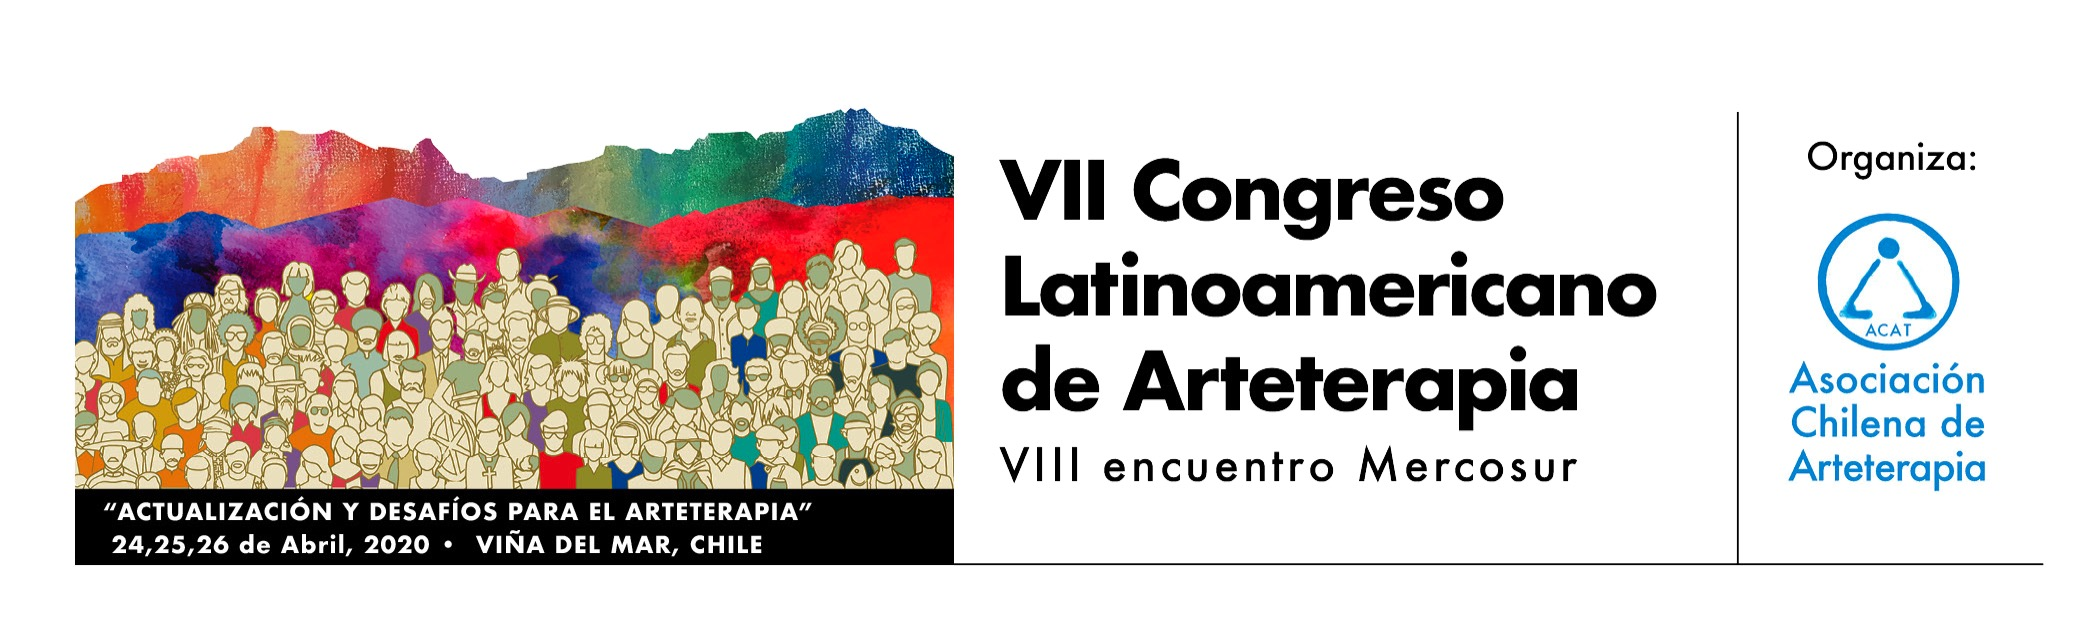 “ACTUALIZACIÓN Y DESAFÍOS PARA EL ARTETERAPIA”
24,25,26 de Abril, 2020 • VIÑA DEL MAR, CHILE
VII Congreso
Latinoamericano
de Arteterapia
VIII encuentro Mercosur
Organiza:
ACAT
Asociación
Chilena de
Arteterapia